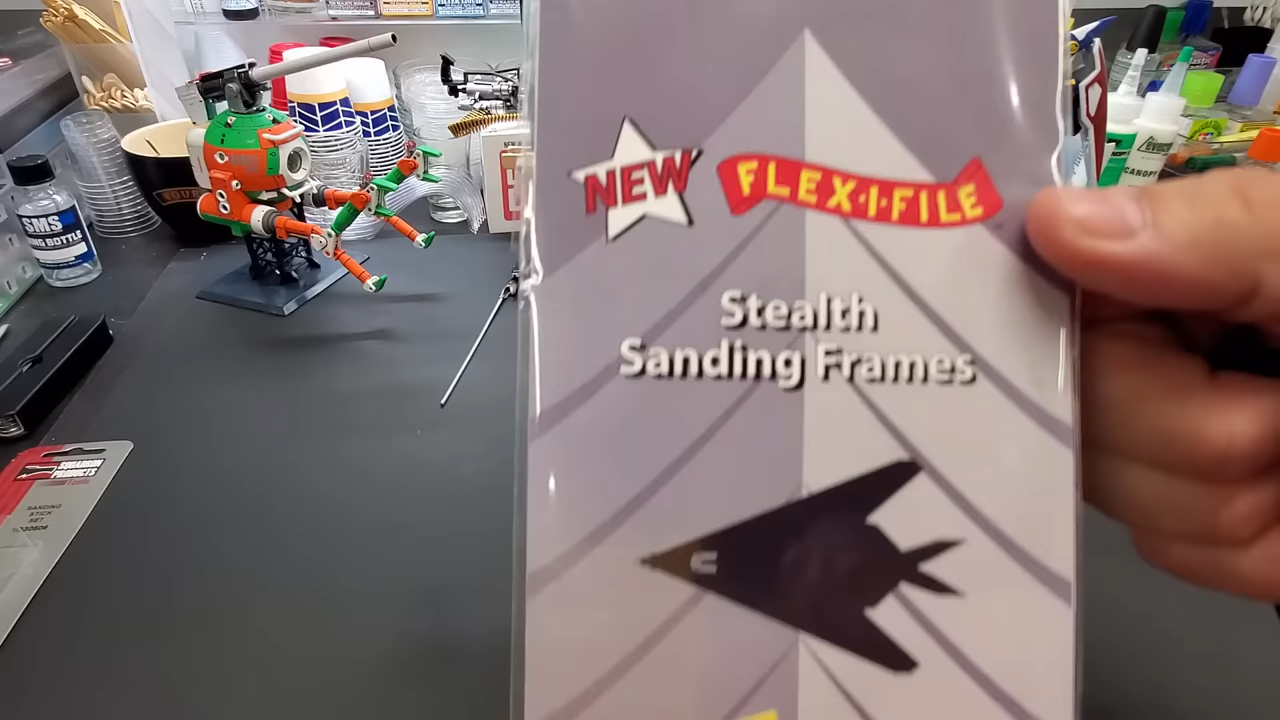 NEW
FLEX·I·FILE
Stealth
Sanding Frames
SMS
SQUADRON
PRODUCTS
SANDING
STICK
SET
CANOPY